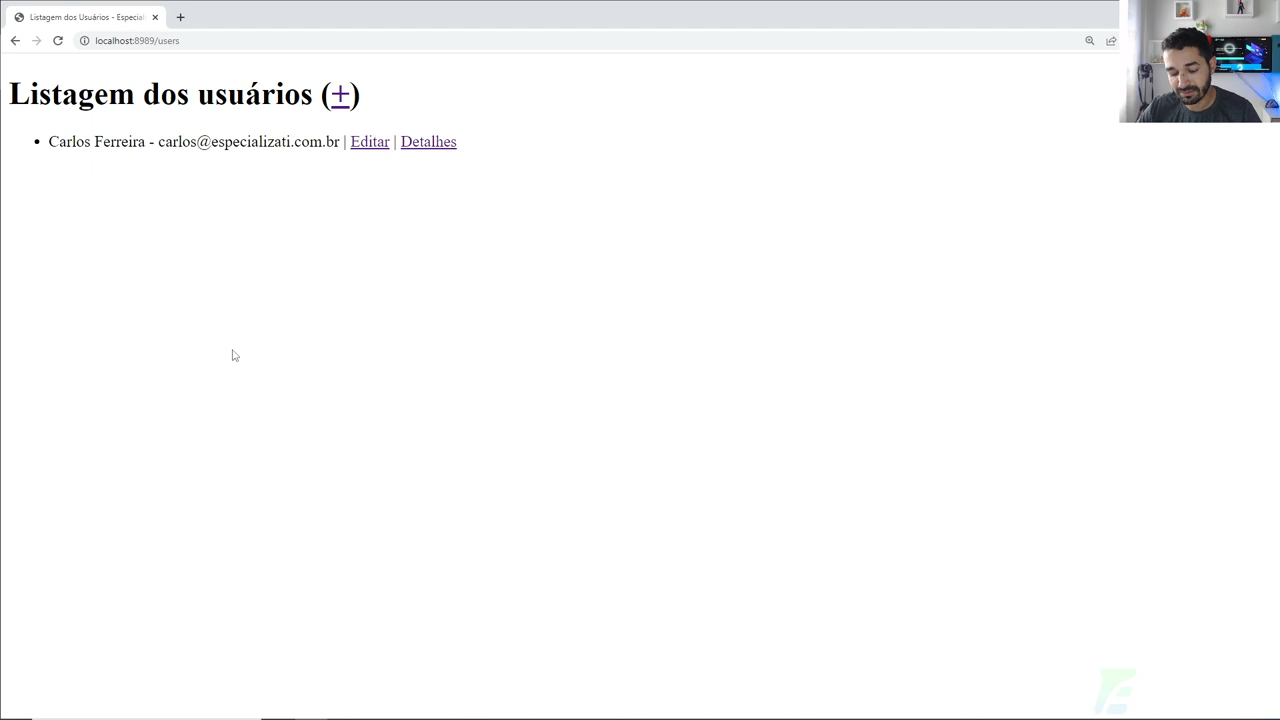 Listagem dos Usuários - Especial
localhost:8989/users
Listagem dos usuários (+)
Carlos Ferreira - carlos@especializati.com.br | Editar | Detalhes